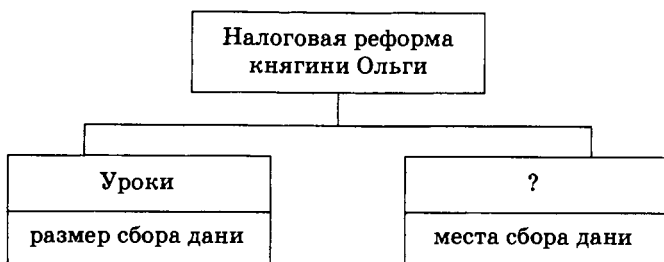 Налоговая реформа
княгини Ольги
Уроки
размер сбора дани
?
места сбора дани